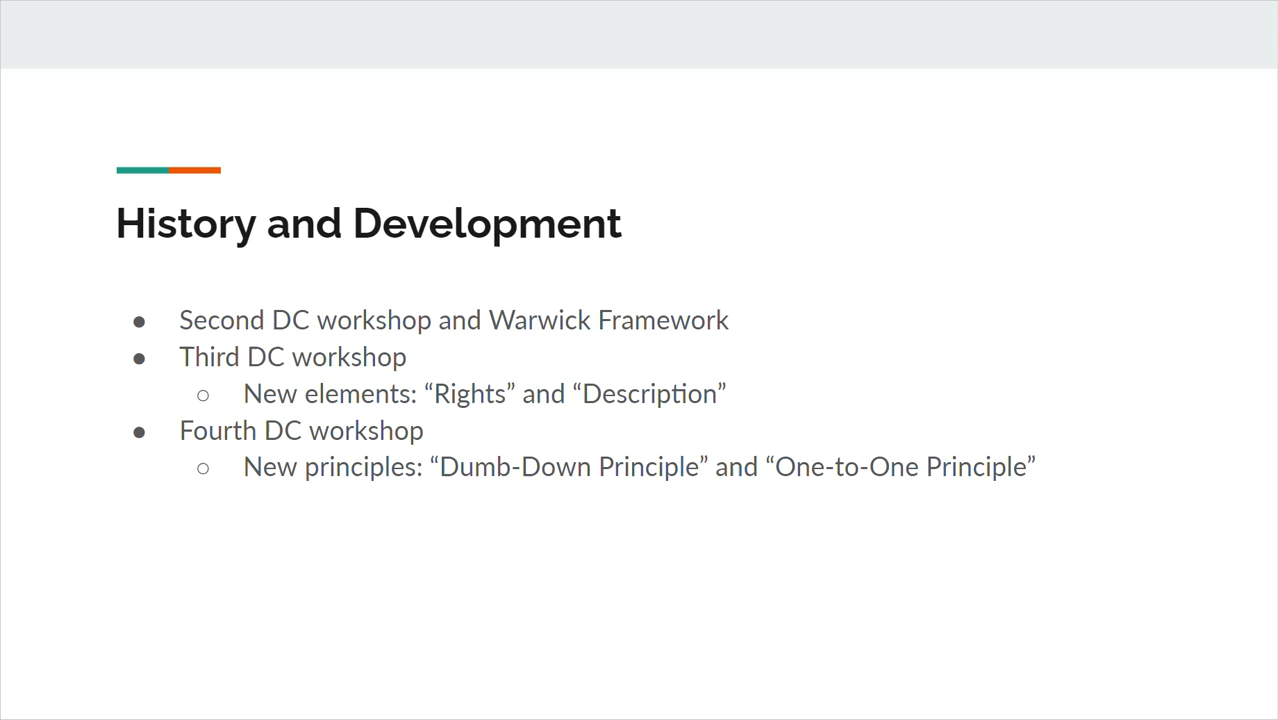 History and Development
● Second DC workshop and Warwick Framework
● Third DC workshop
○ New elements: “Rights” and “Description”
● Fourth DC workshop
○ New principles: “Dumb-Down Principle” and “One-to-One Principle”